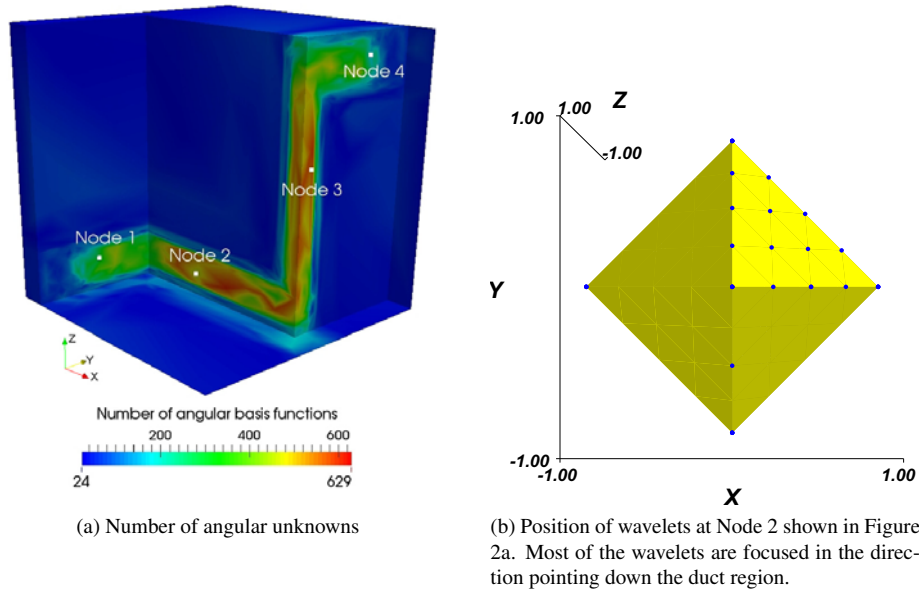 Node 4
Node 3
Node 1
Node 2
Z
Y
X
Number of angular basis functions
200 400 600
24 629
(a) Number of angular unknowns
Z
1.00 1.00
-1.00
Y
-1.00
-1.00 1.00
X
(b) Position of wavelets at Node 2 shown in Figure
2a. Most of the wavelets are focused in the direc-
tion pointing down the duct region.